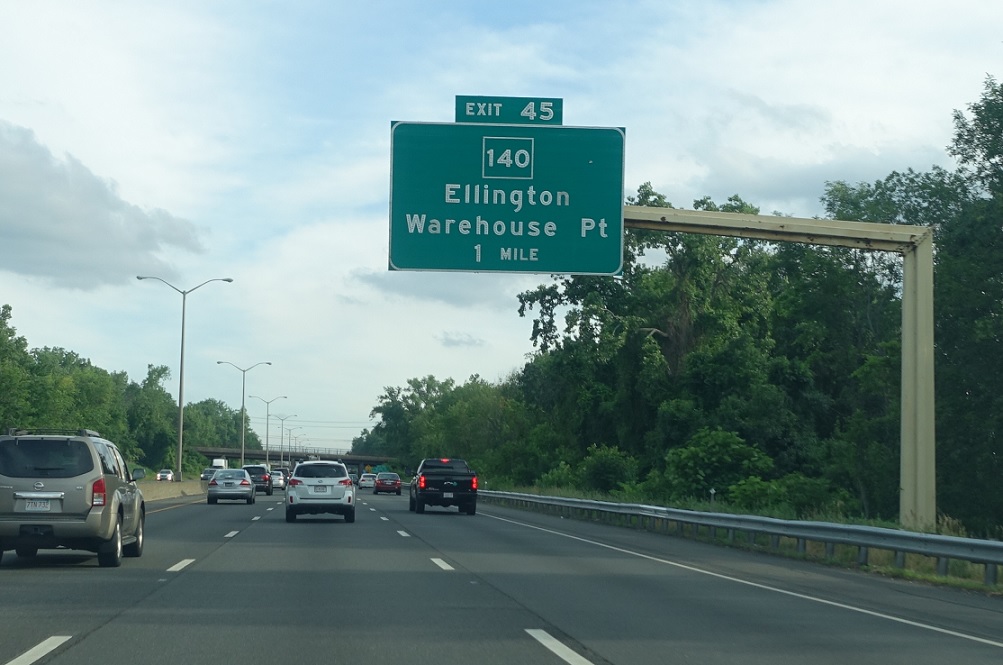 EXIT 45
140
Ellington
Warehouse Pt
1 MILE